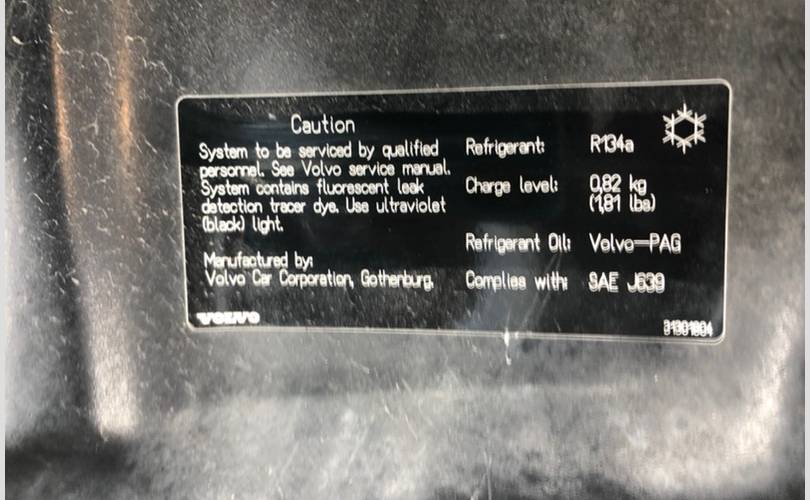 Caution
System to be serviced by qualified
personnel. See Volvo service manual.
System contains fluorescent leak
detection tracer dye. Use ultraviolet
(black) light.
Manufactured by:
Volvo Car Corporation, Gothenburg.
VOLVO
Refrigerant: R134a
Charge level: 0,82 kg
(1,81 lbs)
Refrigerant Oil: Volvo-PAG
Complies with: SAE J639
31301804